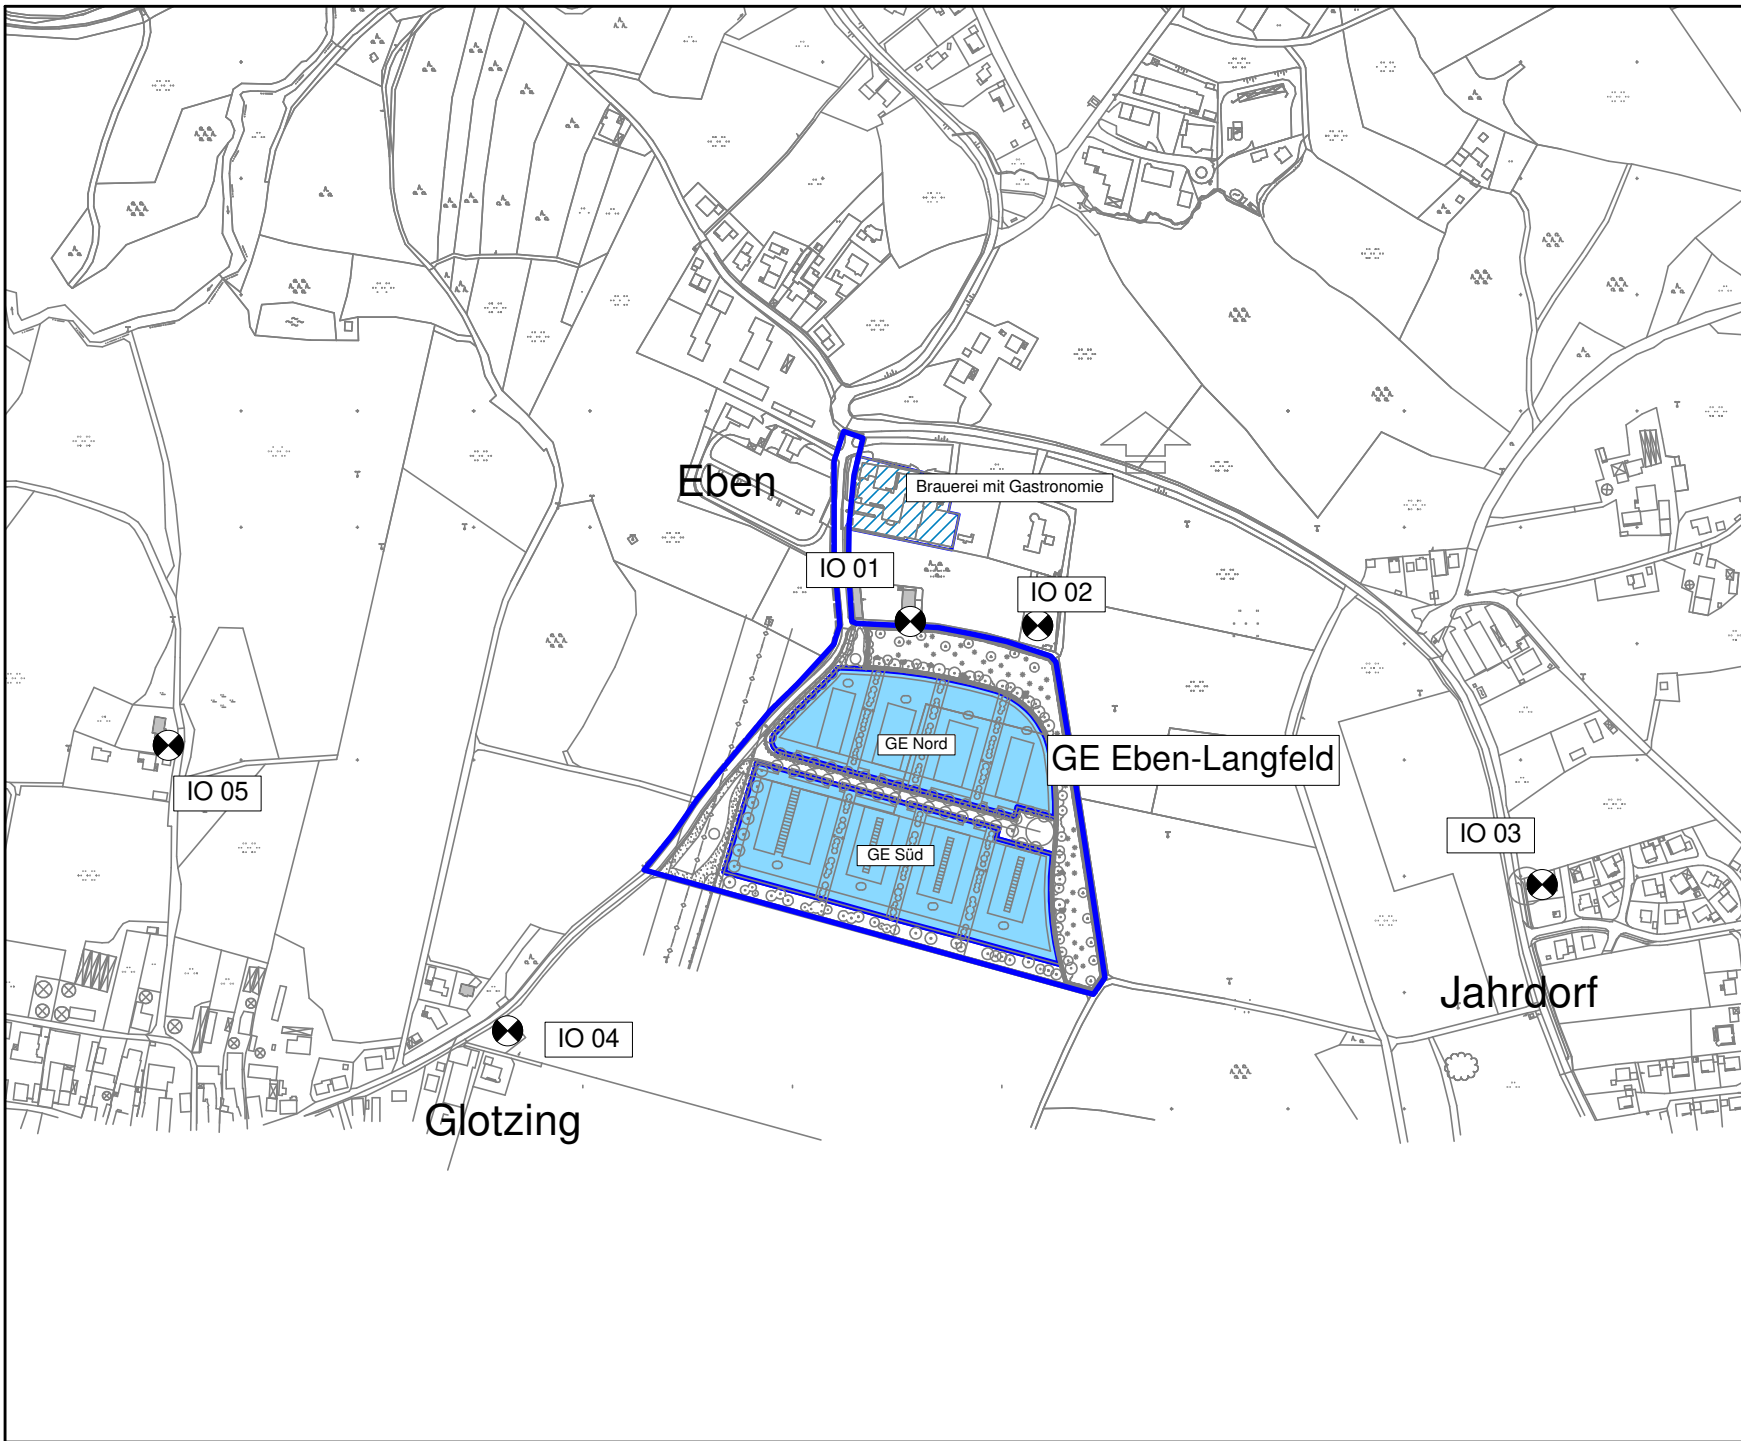 Eben
Brauerei mit Gastronomie
IO 01
IO 02
GE Nord
GE Eben-Langfeld
IO 05
IO 03
GE Süd
Jahrdorf
IO 04
Glotzing